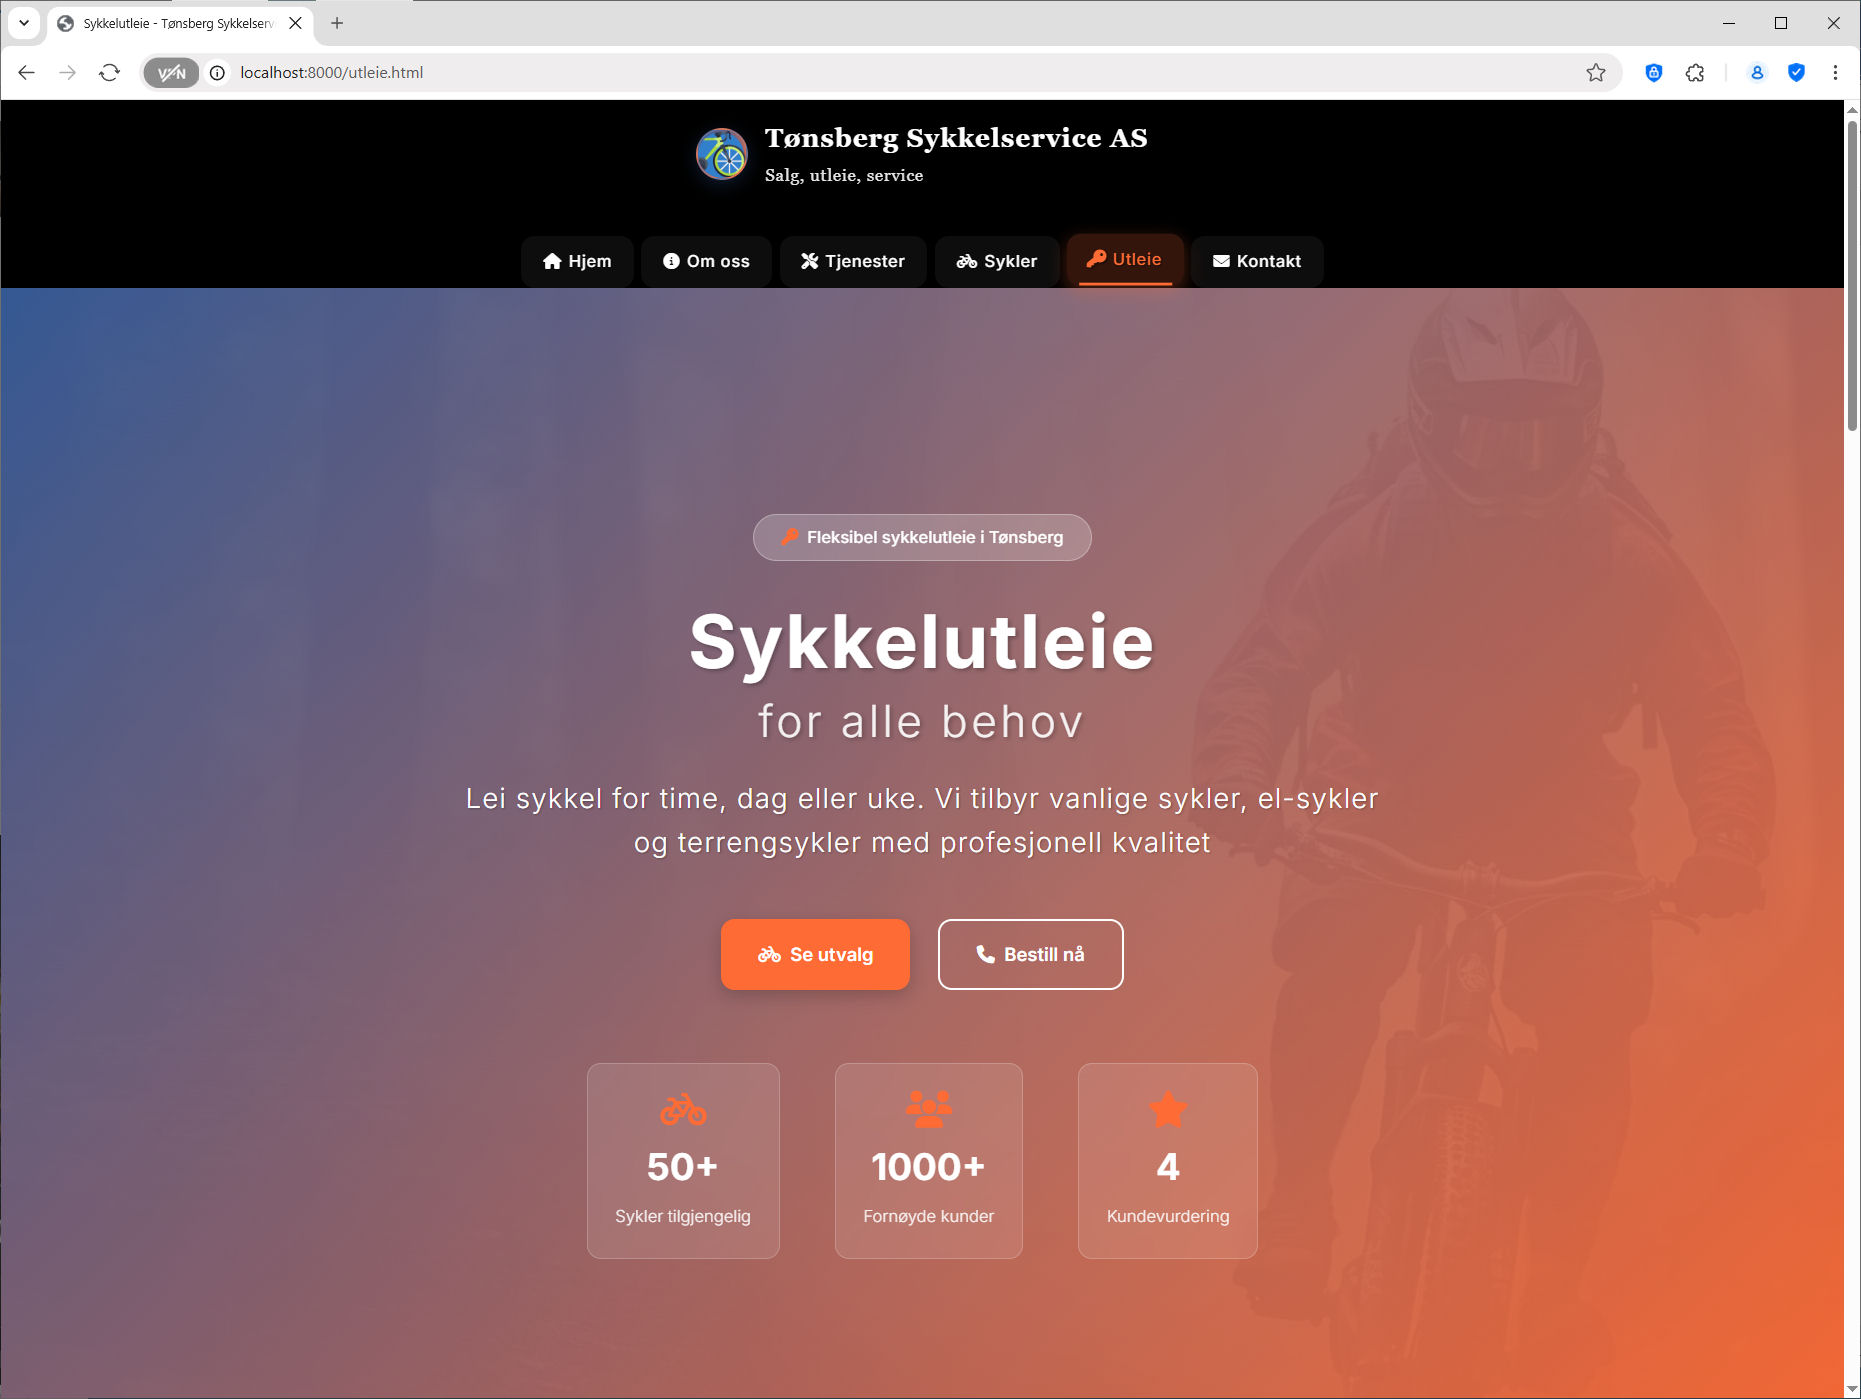 Sykkelutleie - Tønsberg Sykkelserv
VPN
localhost:8000/utleie.html
Tønsberg Sykkelservice AS
Salg, utleie, service
Hjem
Om oss
Tjenester
Sykler
Utleie
Kontakt
Fleksibel sykkelutleie i Tønsberg
Sykkelutleie
for alle behov
Lei sykkel for time, dag eller uke. Vi tilbyr vanlige sykler, el-sykler
og terrengsykler med profesjonell kvalitet
Se utvalg
Bestill nå
50+
Sykler tilgjengelig
1000+
Fornøyde kunder
4
Kundevurdering